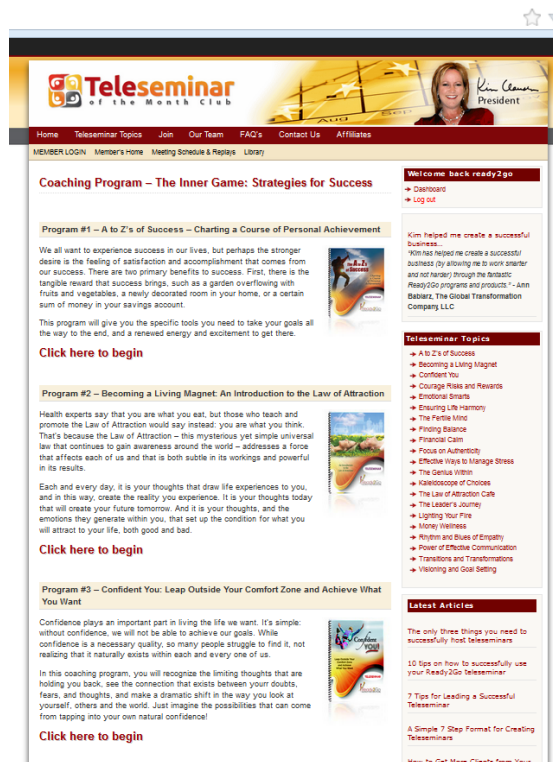 Teleseminar
of the Month Club
Kim Clausen
President
Aug
Sep
Home Teleseminar Topics Join Our Team FAQ's Contact Us Affiliates
MEMBER LOGIN Member's Home Meeting Schedule & Replays Library
Coaching Program – The Inner Game: Strategies for Success
Program #1 – A to Z's of Success – Charting a Course of Personal Achievement
We all want to experience success in our lives, but perhaps the stronger
desire is the feeling of satisfaction and accomplishment that comes from
our success. There are two primary benefits to success. First, there is the
tangible reward that success brings, such as a garden overflowing with
fruits and vegetables, a newly decorated room in your home, or a certain
sum of money in your savings account.
This program will give you the specific tools you need to take your goals all
the way to the end, and a renewed energy and excitement to get there.
Click here to begin
The A to Z's
of Success
Program #2 – Becoming a Living Magnet: An Introduction to the Law of Attraction
Health experts say that you are what you eat, but those who teach and
promote the Law of Attraction would say instead: you are what you think.
That's because the Law of Attraction – this mysterious yet simple universal
law that continues to gain awareness around the world – addresses a force
that affects each of us and that is both subtle in its workings and powerful
in its results.
Each and every day, it is your thoughts that draw life experiences to you,
and in this way, create the reality you experience. It is your thoughts today
that will create your future tomorrow. And it is your thoughts, and the
emotions they generate within you, that set up the condition for what you
will attract to your life, both good and bad.
Click here to begin
Program #3 – Confident You: Leap Outside Your Comfort Zone and Achieve What
You Want
Confidence plays an important part in living the life we want. It's simple:
without confidence, we will not be able to achieve our goals. While
confidence is a necessary quality, so many people struggle to find it, not
realizing that it naturally exists within each and every one of us.
In this coaching program, you will recognize the limiting thoughts that are
holding you back, see the connection that exists between your doubts,
fears, and thoughts, and make a dramatic shift in the way you look at
yourself, others and the world. Just imagine the possibilities that can come
from tapping into your own natural confidence!
Click here to begin
Confident
YOU!
Welcome back ready2go
Dashboard
Log out
Kim helped me create a successful
business...
"Kim has helped me create a successful
business (by allowing me to work smarter
and not harder) through the fantastic
Ready2Go programs and products." - Ann
Babiarz, The Global Transformation
Company, LLC
Teleseminar Topics
A to Z's of Success
Becoming a Living Magnet
Confident You
Courage Risks and Rewards
Emotional Smarts
Ensuring Life Harmony
The Fertile Mind
Finding Balance
Financial Calm
Focus on Authenticity
Effective Ways to Manage Stress
The Genius Within
Kaleidoscope of Choices
The Law of Attraction Cafe
The Leader's Journey
Lighting Your Fire
Money Wellness
Rhythm and Blues of Empathy
Power of Effective Communication
Transitions and Transformations
Visioning and Goal Setting
Latest Articles
The only three things you need to
successfully host teleseminars
10 tips on how to successfully use
your Ready2Go teleseminar
7 Tips for Leading a Successful
Teleseminar
A Simple 7 Step Format for Creating
Teleseminars
How to Get More Clients from Your